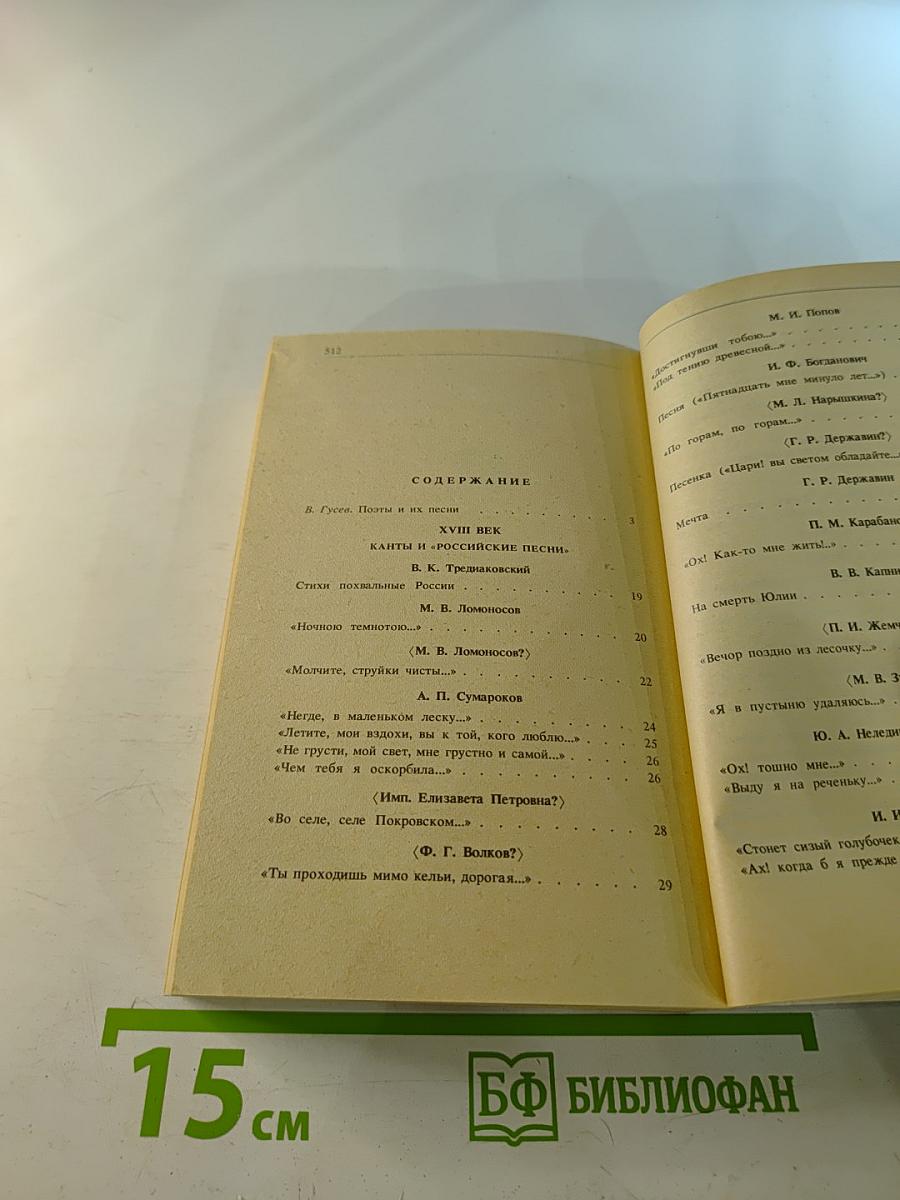 512
СОДЕРЖАНИЕ
В. Гусев. Поэты и их песни . . . . . . . . . 3
XVIII ВЕК
КАНТЫ И «РОССИЙСКИЕ ПЕСНИ»
В. К. Тредиаковский
Стихи похвальные России . . . . . . . . . . . 19
М. В. Ломоносов
«Ночною темнотою...» . . . . . . . . . . . . . 20
〈М. В. Ломоносов?〉
«Молчите, струйки чисты...» . . . . . . . . . . . 22
А. П. Сумароков
«Негде, в маленьком леску...» . . . . . . . . . . 24
«Летите, мои вздохи, вы к той, кого люблю...» . . . . 25
«Не грусти, мой свет, мне грустно и самой...» . . . . . 26
«Чем тебя я оскорбила...» . . . . . . . . . . . 26
〈Имп. Елизавета Петровна?〉
«Во селе, селе Покровском...» . . . . . . . . . . 28
〈Ф. Г. Волков?〉
«Ты проходишь мимо кельи, дорогая...» . . . . . . . 29
М. И. Попов
«Достигнувши тобою...» . . . . . . .
«Под тению древесной...» . . . . . .
И. Ф. Богданович
Песня («Пятнадцать мне минуло лет...») .
〈М. Л. Нарышкина?〉
«По горам, по горам...» . . . . . .
〈Г. Р. Державин?〉
Песенка («Цари! вы светом обладайте...
Г. Р. Державин
Мечта . . . . . . . . . . .
П. М. Карабано
«Ох! Как-то мне жить!..» . . . .
В. В. Капни
На смерть Юлии . . . . . .
〈П. И. Жемч
«Вечор поздно из лесочку...» . .
〈М. В. З
«Я в пустыню удаляюсь...» .
Ю. А. Неледи
«Ох! тошно мне...» . . .
«Выду я на реченьку...» .
И. И
«Стонет сизый голубочек
«Ах! когда б я прежде
15 см
БФ БИБЛИОФАН